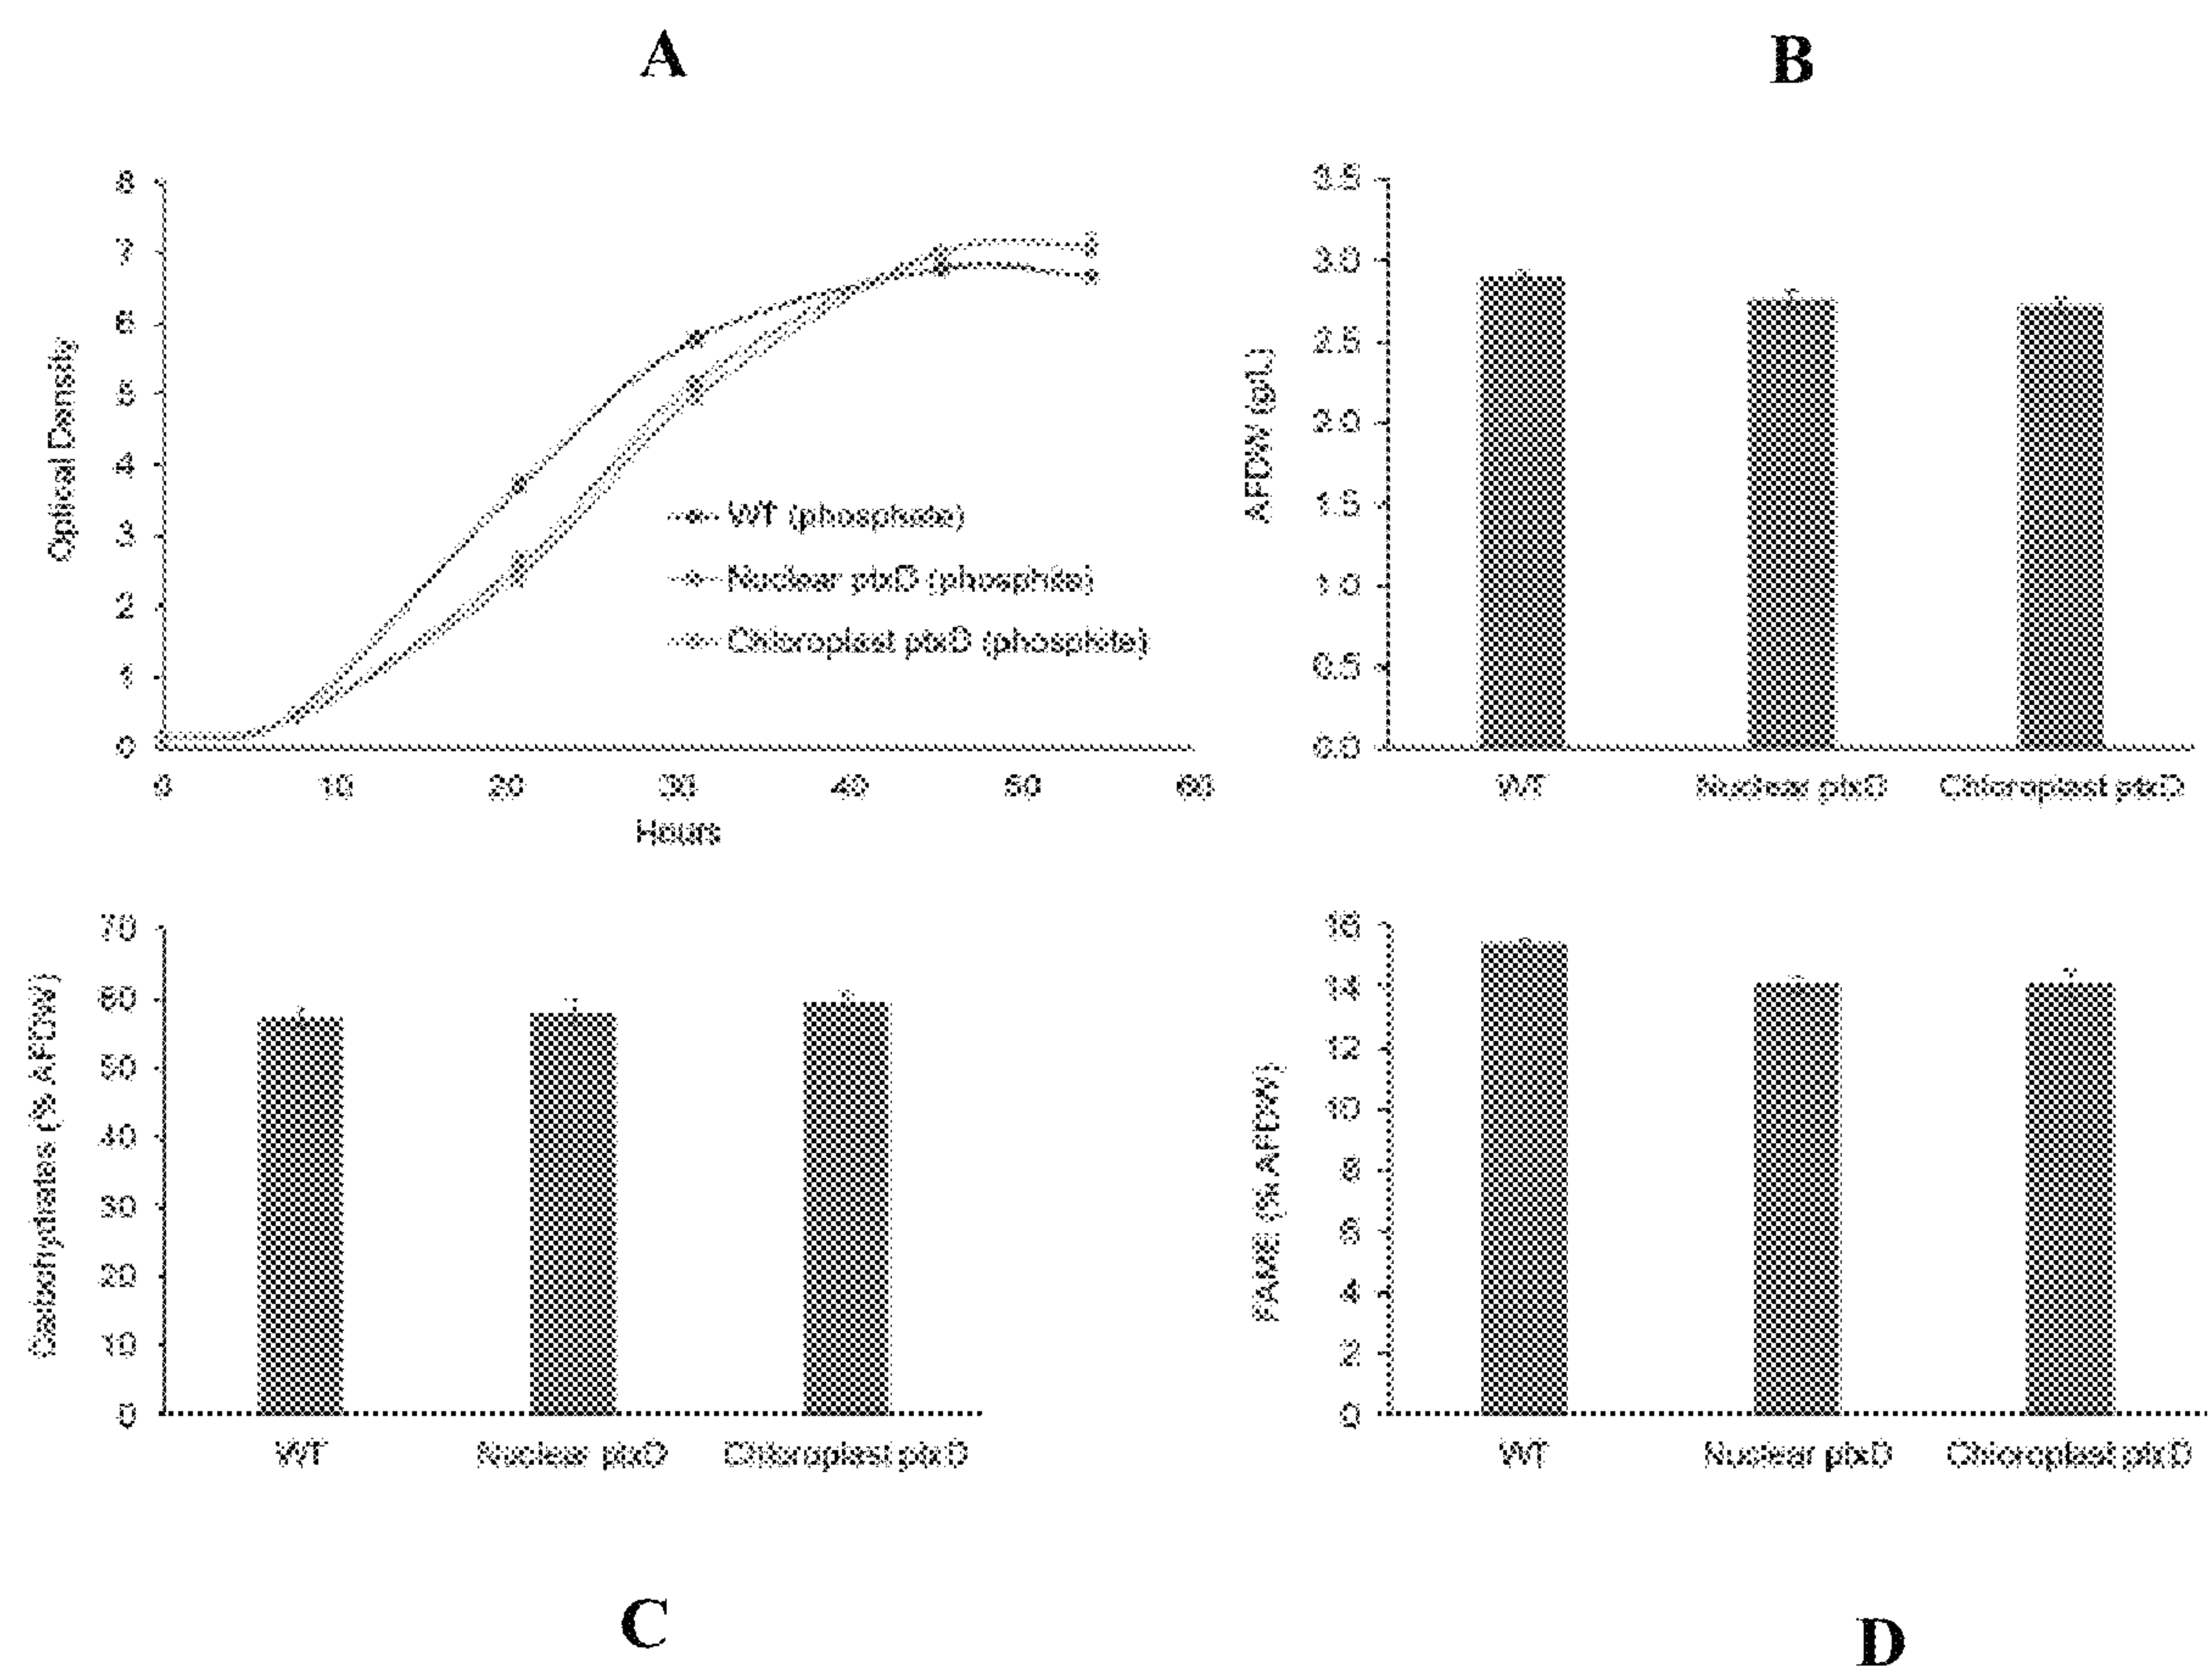 A
B
8
7
6
5
4
3
2
1
0
Optical Density
WT (phosphate)
Nuclear ptxD (phosphite)
Chloroplast ptxD (phosphite)
0 10 20 30 40 50 60
Hours
3.5
3.0
2.5
2.0
1.5
1.0
0.5
0.0
AFDW (g/L)
WT Nuclear ptxD Chloroplast ptxD
70
60
50
40
30
20
10
0
Carbohydrates (% AFDW)
WT Nuclear ptxD Chloroplast ptxD
16
14
12
10
8
6
4
2
0
FAME (% AFDW)
WT Nuclear ptxD Chloroplast ptxD
C
D